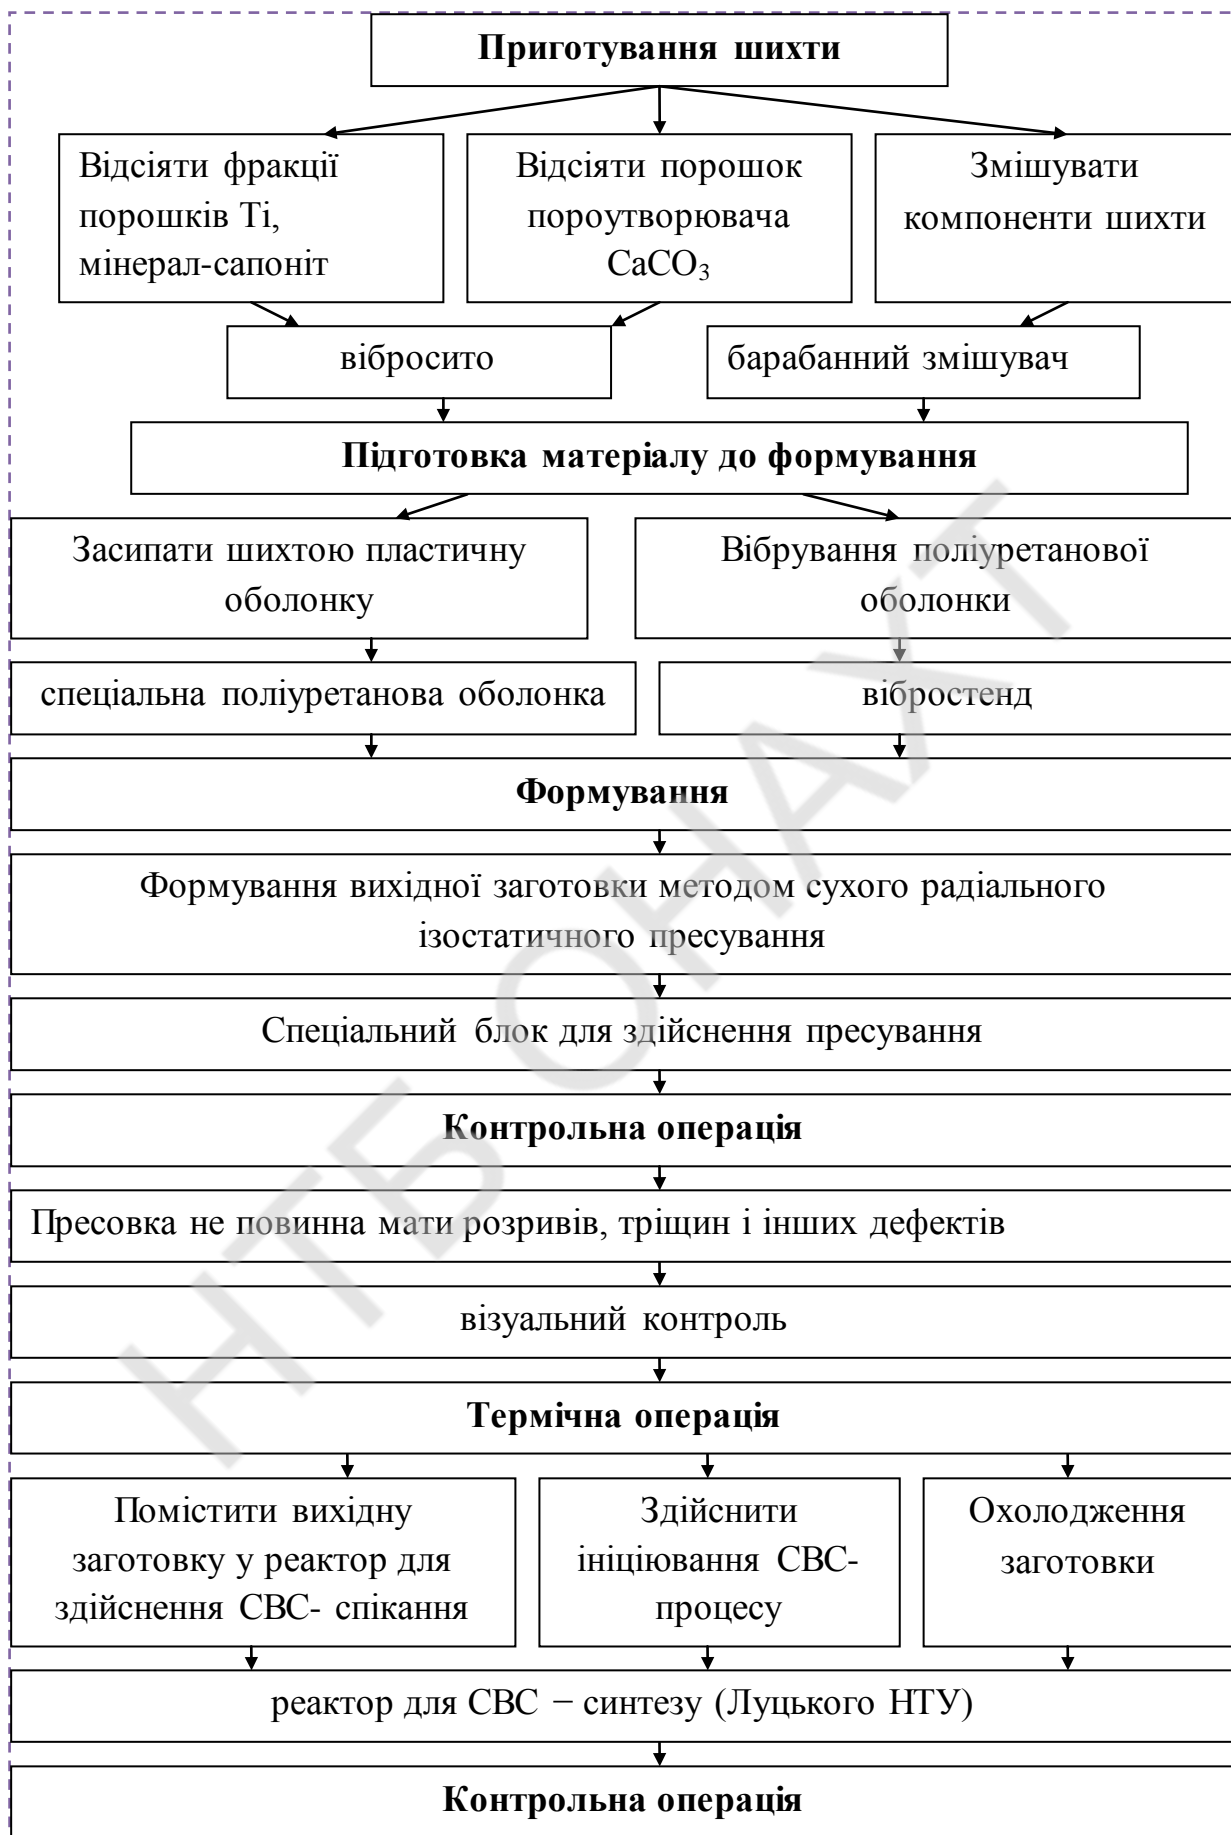 Приготування шихти
Відсіяти фракції
порошків Ті,
мінерал-сапоніт
Відсіяти порошок
пороутворювача
CaCO₃
Змішувати
компоненти шихти
вібросито
барабанний змішувач
Підготовка матеріалу до формування
Засипати шихтою пластичну
оболонку
Вібрування поліуретанової
оболонки
спеціальна поліуретанова оболонка
вібростенд
Формування
Формування вихідної заготовки методом сухого радіального
ізостатичного пресування
Спеціальний блок для здійснення пресування
Контрольна операція
Пресовка не повинна мати розривів, тріщин і інших дефектів
візуальний контроль
Термічна операція
Помістити вихідну
заготовку у реактор для
здійснення СВС- спікання
Здійснити
ініціювання СВС-
процесу
Охолодження
заготовки
реактор для СВС − синтезу (Луцького НТУ)
Контрольна операція
НТБ ОНАХТ